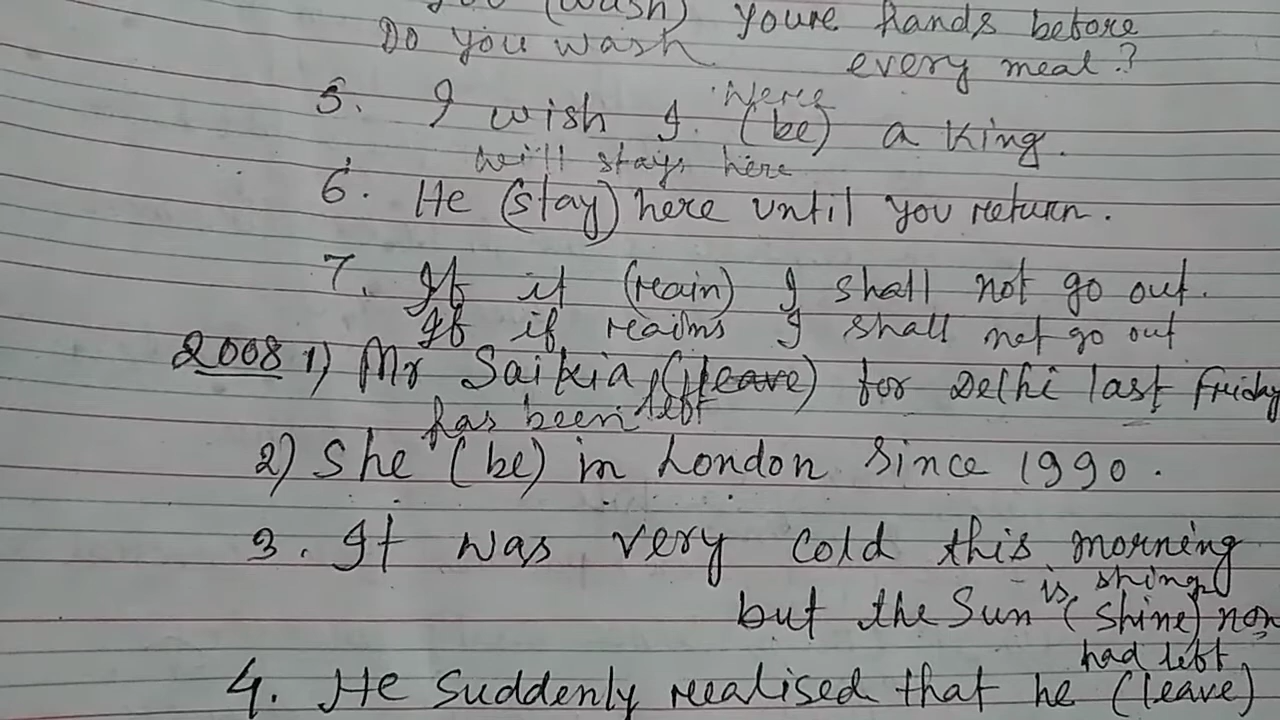 (wash) youre hands before
Do you wash every meal?
were
5. I wish I. (be) a king.
will stay here
6. He (stay) here until you return.
7. If it (rain) I shall not go out.
If if rains I shall not go out
2008 1) Mr Saikia (leave) for Delhi last Friday
has been left
2) She (be) in London since 1990.
3. It was very cold this morning
is shing
but the Sun (shine) now
had left
4. He suddenly realised that he (leave)